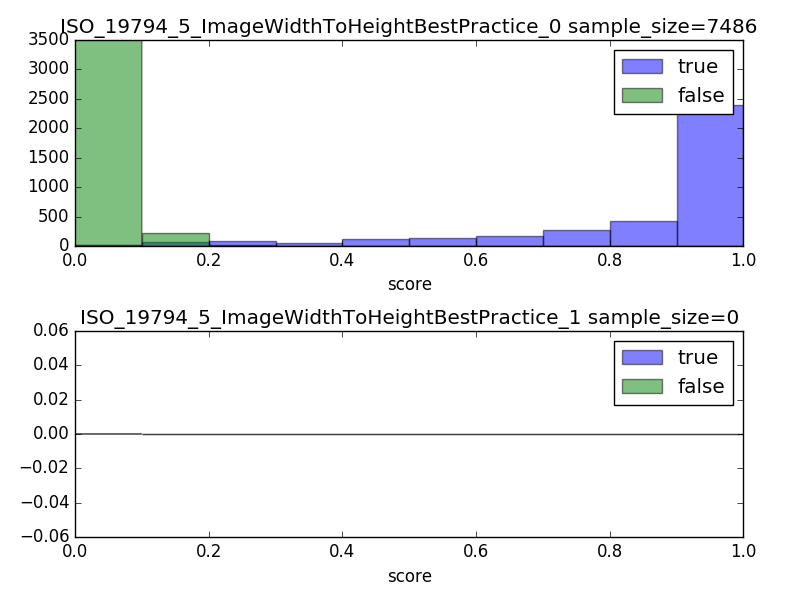 ISO_19794_5_ImageWidthToHeightBestPractice_0 sample_size=7486
3500
3000
2500
2000
1500
1000
500
0
true
false
0.0 0.2 0.4 0.6 0.8 1.0
score
ISO_19794_5_ImageWidthToHeightBestPractice_1 sample_size=0
0.06
0.04
0.02
0.00
−0.02
−0.04
−0.06
true
false
0.0 0.2 0.4 0.6 0.8 1.0
score